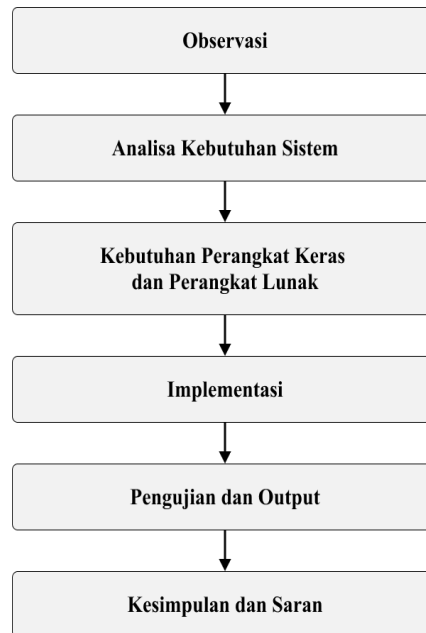 Observasi
Analisa Kebutuhan Sistem
Kebutuhan Perangkat Keras
dan Perangkat Lunak
Implementasi
Pengujian dan Output
Kesimpulan dan Saran